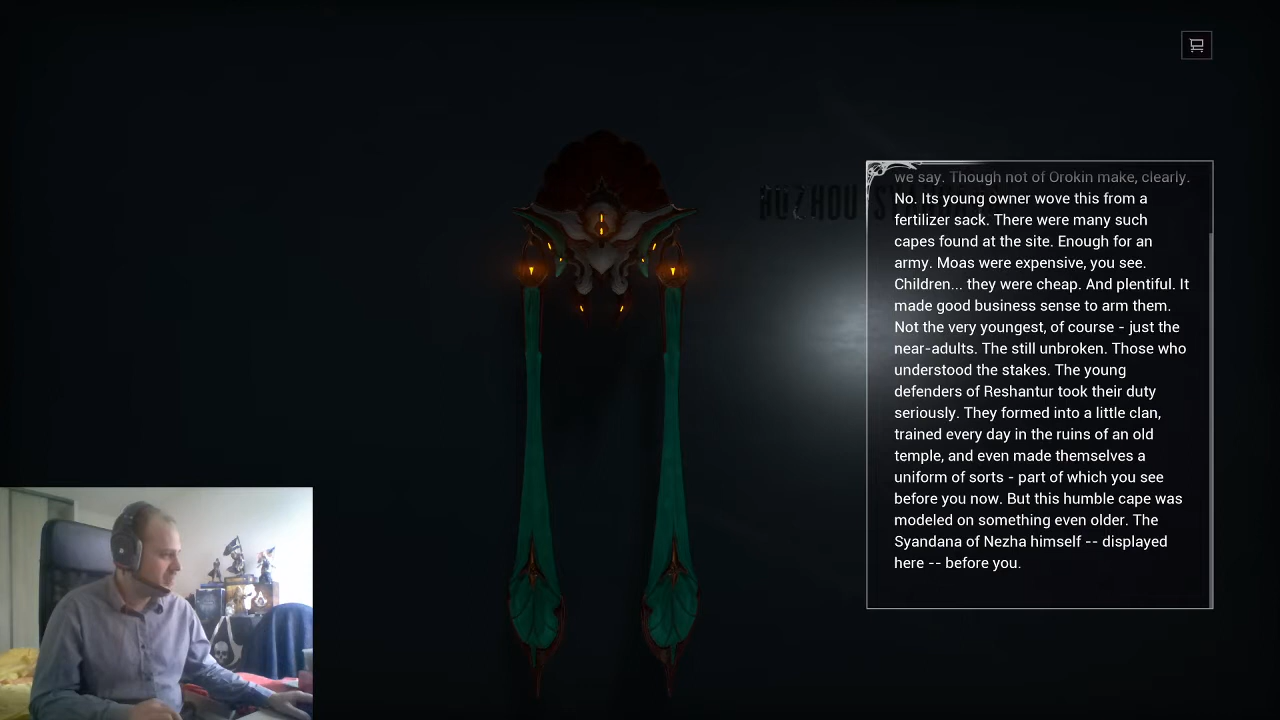 we say. Though not of Orokin make, clearly.
No. Its young owner wove this from a
fertilizer sack. There were many such
capes found at the site. Enough for an
army. Moas were expensive, you see.
Children... they were cheap. And plentiful. It
made good business sense to arm them.
Not the very youngest, of course - just the
near-adults. The still unbroken. Those who
understood the stakes. The young
defenders of Reshantur took their duty
seriously. They formed into a little clan,
trained every day in the ruins of an old
temple, and even made themselves a
uniform of sorts - part of which you see
before you now. But this humble cape was
modeled on something even older. The
Syandana of Nezha himself -- displayed
here -- before you.